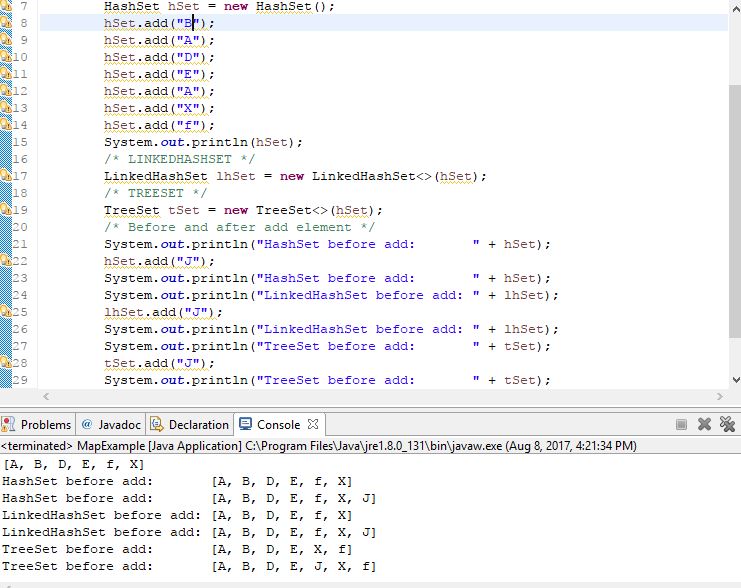 7 HashSet hSet = new HashSet();
8 hSet.add("B");
9 hSet.add("A");
10 hSet.add("D");
11 hSet.add("E");
12 hSet.add("A");
13 hSet.add("X");
14 hSet.add("f");
15 System.out.println(hSet);
16 /* LINKEDHASHSET */
17 LinkedHashSet lhSet = new LinkedHashSet<>(hSet);
18 /* TREESET */
19 TreeSet tSet = new TreeSet<>(hSet);
20 /* Before and after add element */
21 System.out.println("HashSet before add:       " + hSet);
22 hSet.add("J");
23 System.out.println("HashSet before add:       " + hSet);
24 System.out.println("LinkedHashSet before add: " + lhSet);
25 lhSet.add("J");
26 System.out.println("LinkedHashSet before add: " + lhSet);
27 System.out.println("TreeSet before add:       " + tSet);
28 tSet.add("J");
29 System.out.println("TreeSet before add:       " + tSet);
Problems @ Javadoc Declaration Console
<terminated> MapExample [Java Application] C:\Program Files\Java\jre1.8.0_131\bin\javaw.exe (Aug 8, 2017, 4:21:34 PM)
[A, B, D, E, f, X]
HashSet before add:       [A, B, D, E, f, X]
HashSet before add:       [A, B, D, E, f, X, J]
LinkedHashSet before add: [A, B, D, E, f, X]
LinkedHashSet before add: [A, B, D, E, f, X, J]
TreeSet before add:       [A, B, D, E, X, f]
TreeSet before add:       [A, B, D, E, J, X, f]